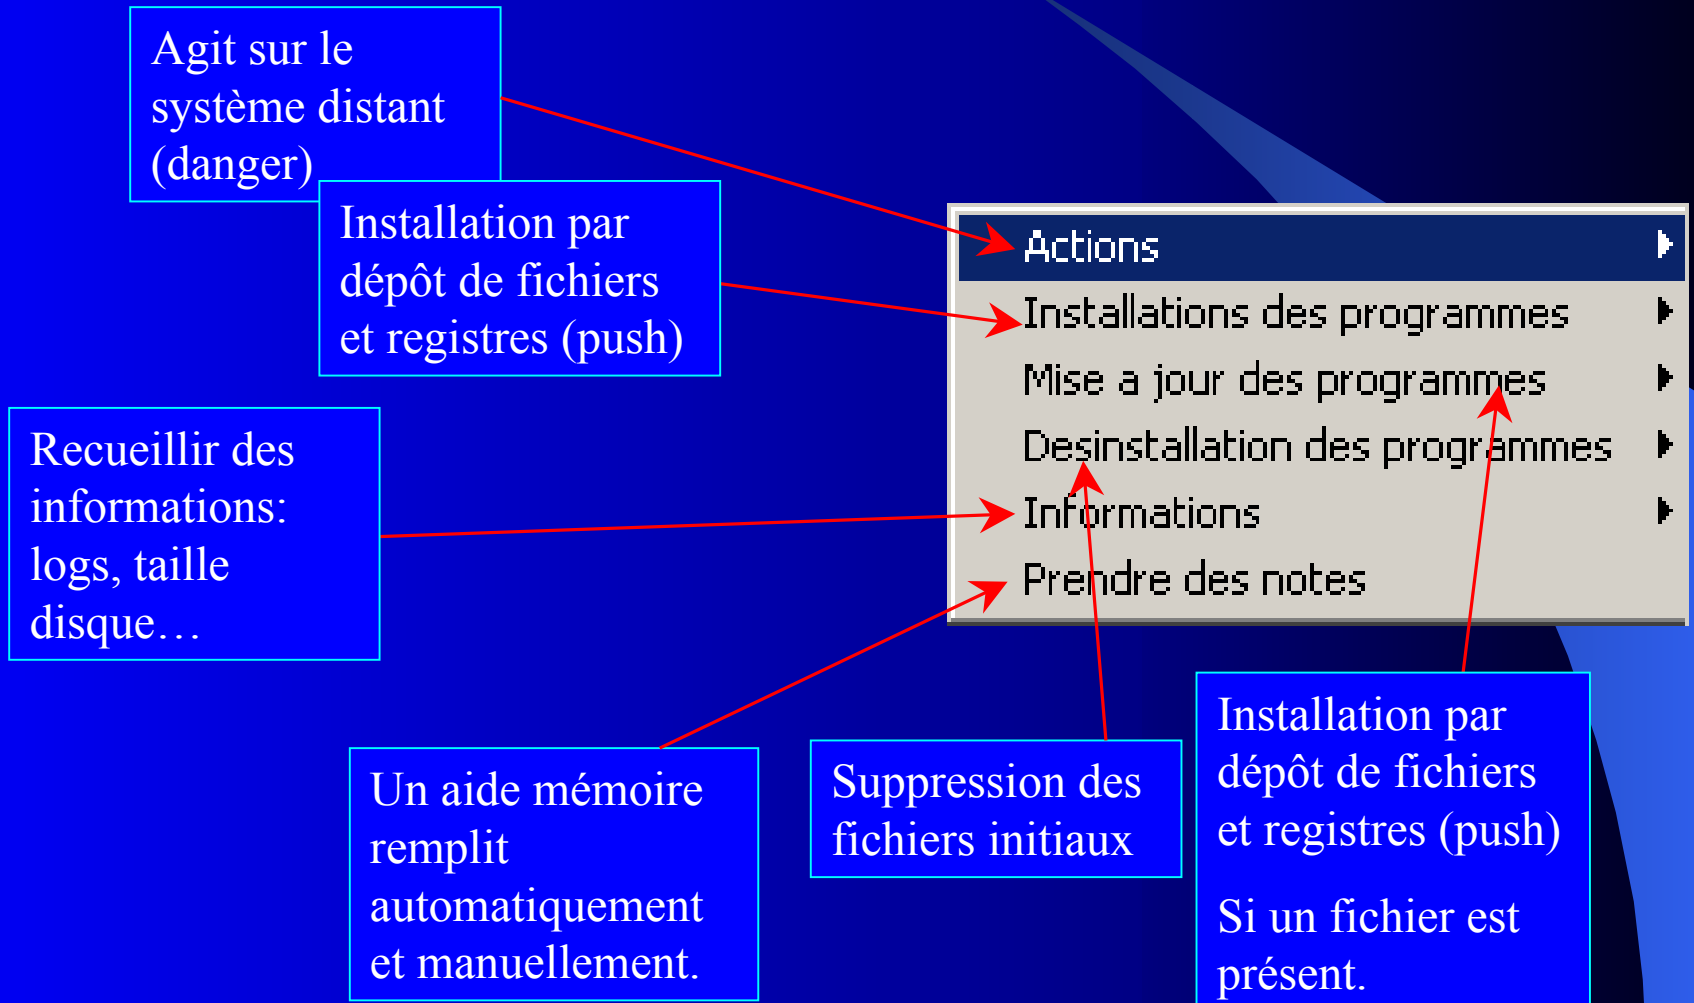 Agit sur le
système distant
(danger)
Installation par
dépôt de fichiers
et registres (push)
Actions
Installations des programmes
Mise a jour des programmes
Desinstallation des programmes
Informations
Prendre des notes
Recueillir des
informations:
logs, taille
disque…
Un aide mémoire
remplit
automatiquement
et manuellement.
Suppression des
fichiers initiaux
Installation par
dépôt de fichiers
et registres (push)
Si un fichier est
présent.